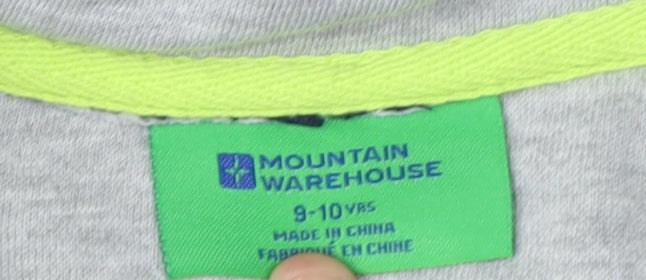 MOUNTAIN
WAREHOUSE
9-10 YRS
MADE IN CHINA
FABRIQUÉ EN CHINE